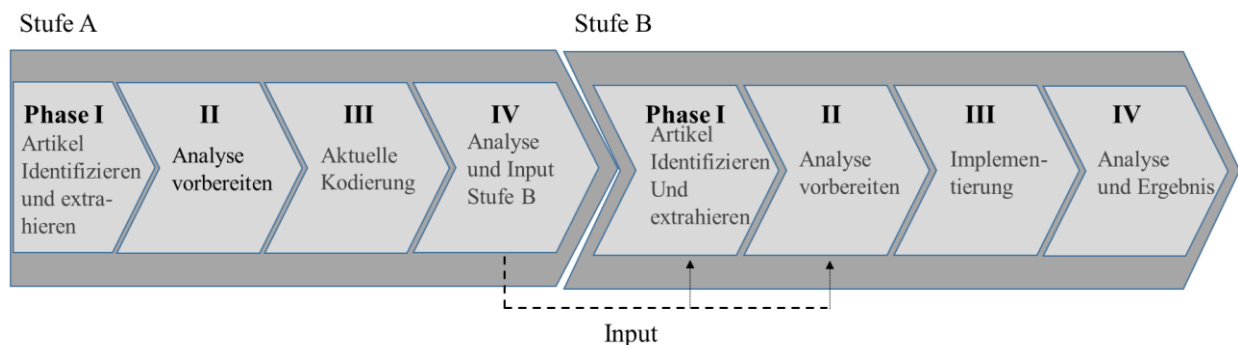 Stufe A
Stufe B
Phase I
Artikel
Identifizieren
und extra-
hieren
II
Analyse
vorbereiten
III
Aktuelle
Kodierung
IV
Analyse
und Input
Stufe B
Phase I
Artikel
Identifizieren
Und
extrahieren
II
Analyse
vorbereiten
III
Implemen-
tierung
IV
Analyse
und Ergebnis
Input